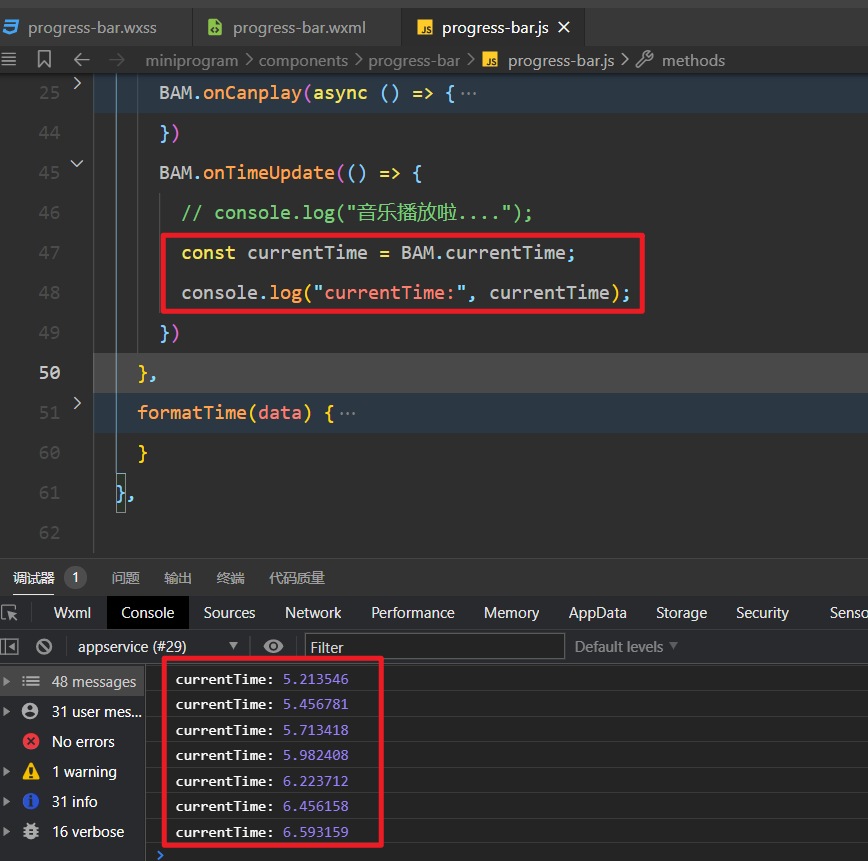 progress-bar.wxss progress-bar.wxml JS progress-bar.js
miniprogram > components > progress-bar > JS progress-bar.js > methods
25 BAM.onCanplay(async () => { ···
44 })
45 BAM.onTimeUpdate(() => {
46 // console.log("音乐播放啦....");
47 const currentTime = BAM.currentTime;
48 console.log("currentTime:", currentTime);
49 })
50 },
51 formatTime(data) { ···
60 }
61 },
62
调试器 1 问题 输出 终端 代码质量
Wxml Console Sources Network Performance Memory AppData Storage Security Senso
appservice (#29) Filter Default levels
48 messages
31 user mes...
No errors
1 warning
31 info
16 verbose
currentTime: 5.213546
currentTime: 5.456781
currentTime: 5.713418
currentTime: 5.982408
currentTime: 6.223712
currentTime: 6.456158
currentTime: 6.593159